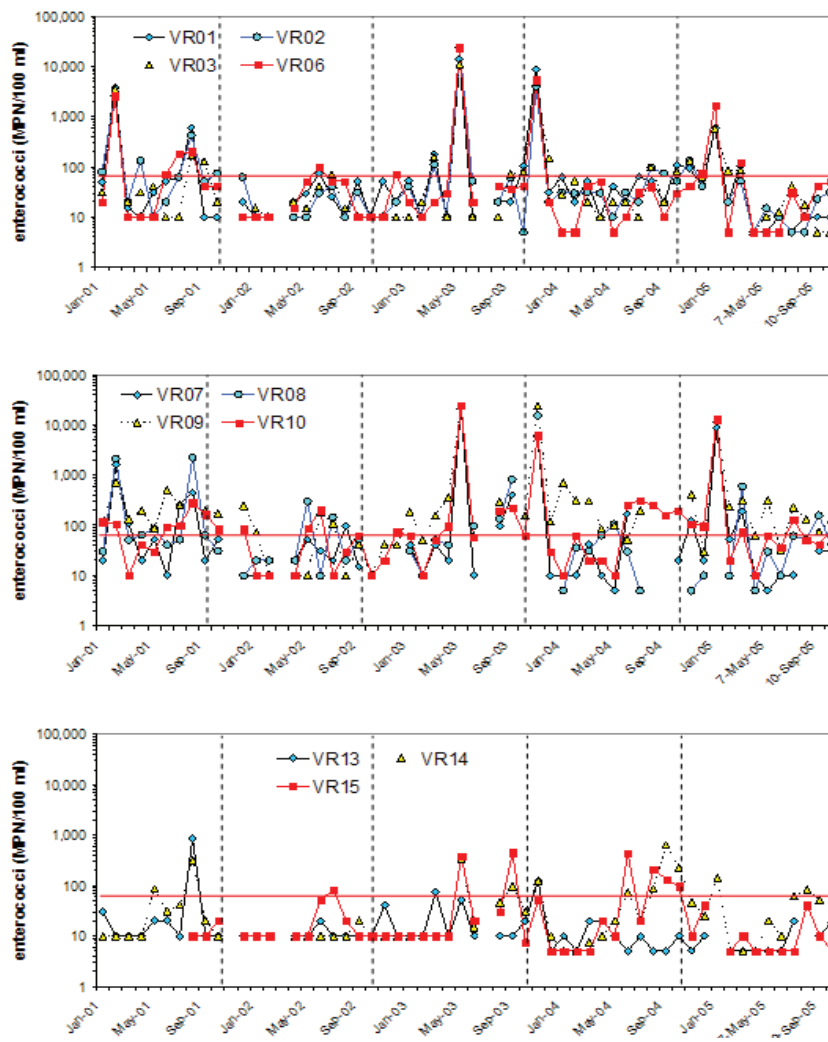 enterococci (MPN/100 ml)
100,000
10,000
1,000
100
10
1
VR01 VR02
VR03 VR06
Jan-01 May-01 Sep-01 Jan-02 May-02 Sep-02 Jan-03 May-03 Sep-03 Jan-04 May-04 Sep-04 Jan-05 7-May-05 10-Sep-05
enterococci (MPN/100 ml)
100,000
10,000
1,000
100
10
1
VR07 VR08
VR09 VR10
Jan-01 May-01 Sep-01 Jan-02 May-02 Sep-02 Jan-03 May-03 Sep-03 Jan-04 May-04 Sep-04 Jan-05 7-May-05 10-Sep-05
enterococci (MPN/100 ml)
100,000
10,000
1,000
100
10
1
VR13 VR14
VR15
Jan-01 May-01 Sep-01 Jan-02 May-02 Sep-02 Jan-03 May-03 Sep-03 Jan-04 May-04 Sep-04 Jan-05